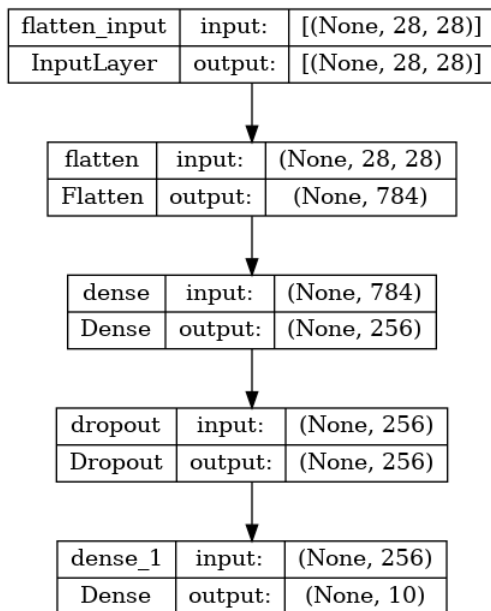 flatten_input input: [(None, 28, 28)]
InputLayer output: [(None, 28, 28)]
flatten input: (None, 28, 28)
Flatten output: (None, 784)
dense input: (None, 784)
Dense output: (None, 256)
dropout input: (None, 256)
Dropout output: (None, 256)
dense_1 input: (None, 256)
Dense output: (None, 10)